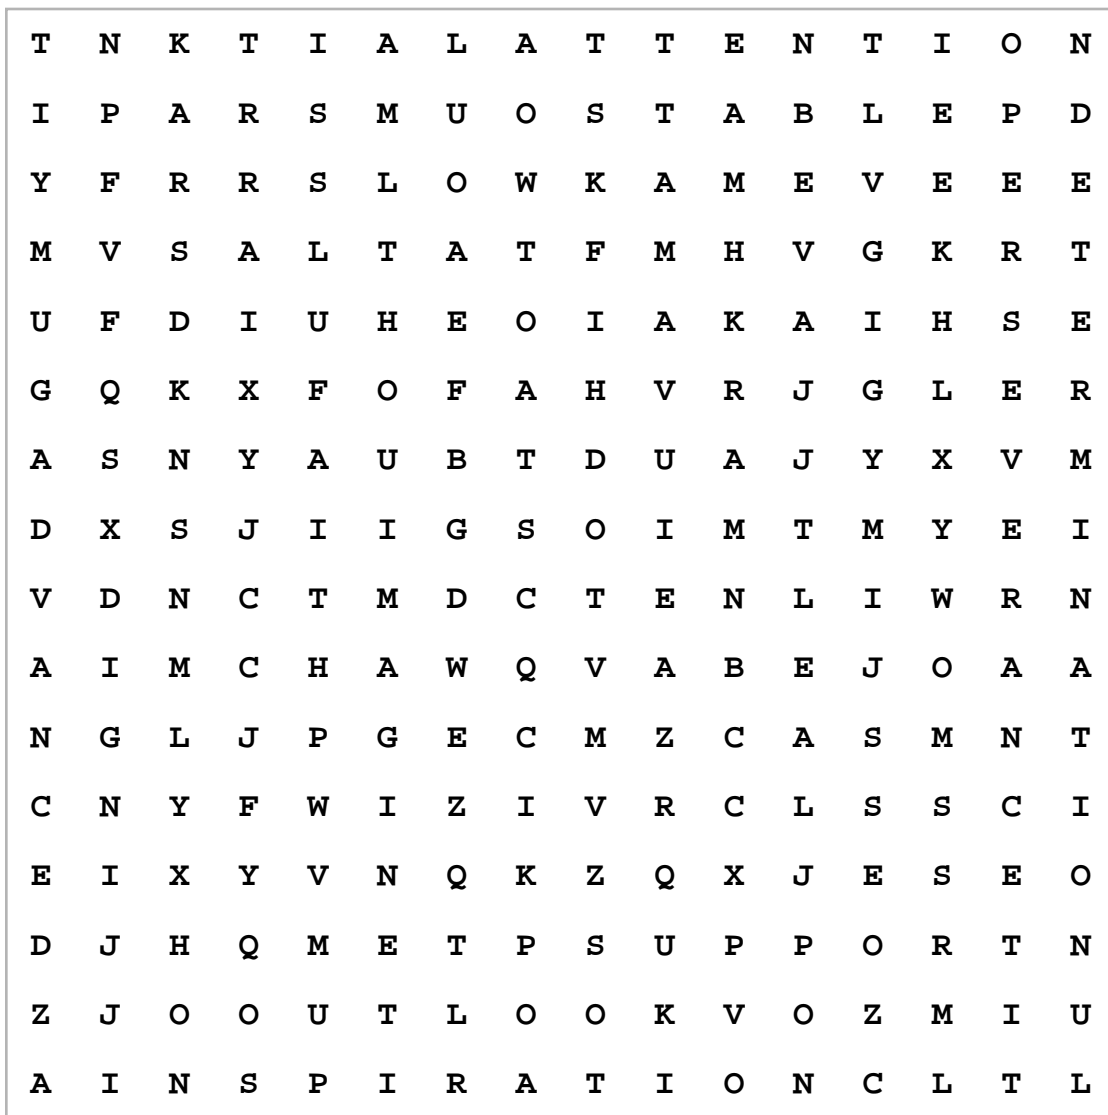 T N K T I A L A T T E N T I O N
I P A R S M U O S T A B L E P D
Y F R R S L O W K A M E V E E E
M V S A L T A T F M H V G K R T
U F D I U H E O I A K A I H S E
G Q K X F O F A H V R J G L E R
A S N Y A U B T D U A J Y X V M
D X S J I I G S O I M T M Y E I
V D N C T M D C T E N L I W R N
A I M C H A W Q V A B E J O A A
N G L J P G E C M Z C A S M N T
C N Y F W I Z I V R C L S S C I
E I X Y V N Q K Z Q X J E S E O
D J H Q M E T P S U P P O R T N
Z J O O U T L O O K V O Z M I U
A I N S P I R A T I O N C L T L